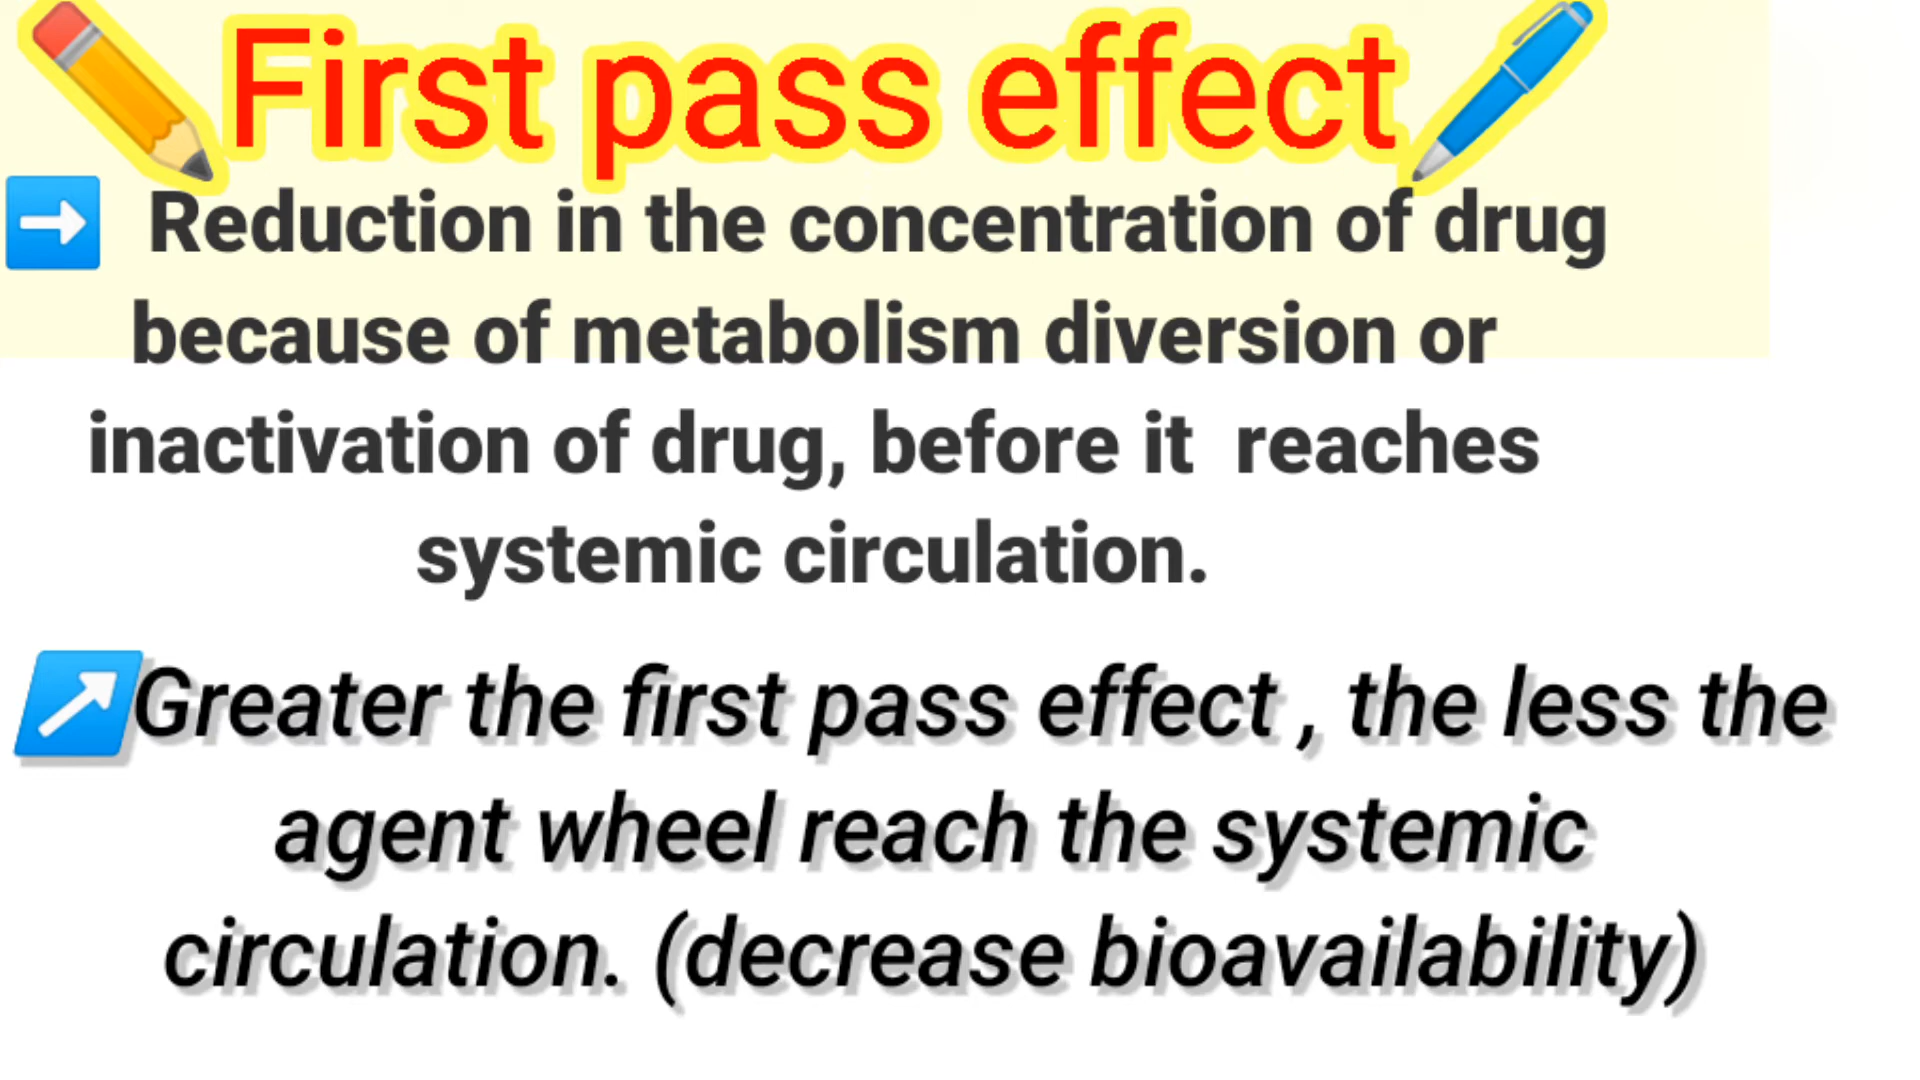 First pass effect
Reduction in the concentration of drug
because of metabolism diversion or
inactivation of drug, before it reaches
systemic circulation.
Greater the first pass effect , the less the
agent wheel reach the systemic
circulation. (decrease bioavailability)